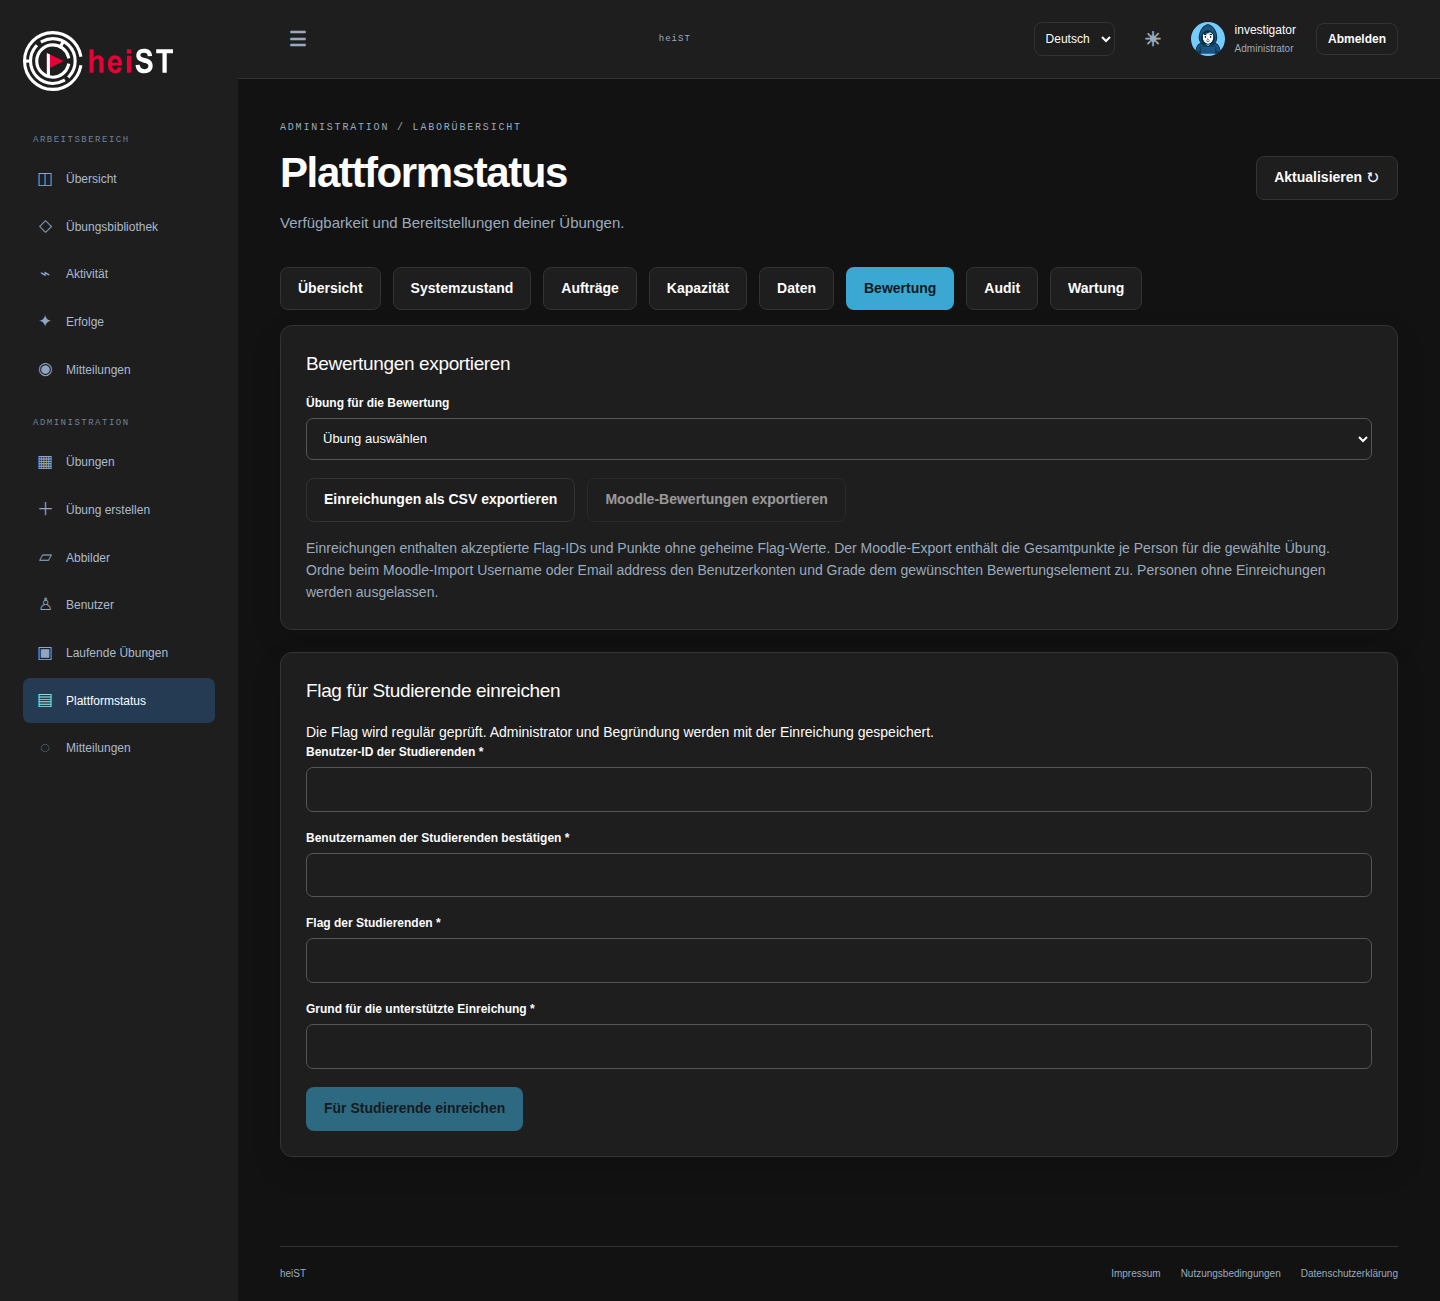 heiST
ARBEITSBEREICH
Übersicht
Übungsbibliothek
Aktivität
Erfolge
Mitteilungen
ADMINISTRATION
Übungen
Übung erstellen
Abbilder
Benutzer
Laufende Übungen
Plattformstatus
Mitteilungen
heiST
Deutsch
investigator
Administrator
Abmelden
ADMINISTRATION / LABORÜBERSICHT
Plattformstatus
Aktualisieren ↻
Verfügbarkeit und Bereitstellungen deiner Übungen.
Übersicht Systemzustand Aufträge Kapazität Daten Bewertung Audit Wartung
Bewertungen exportieren
Übung für die Bewertung
Übung auswählen
Einreichungen als CSV exportieren Moodle-Bewertungen exportieren
Einreichungen enthalten akzeptierte Flag-IDs und Punkte ohne geheime Flag-Werte. Der Moodle-Export enthält die Gesamtpunkte je Person für die gewählte Übung.
Ordne beim Moodle-Import Username oder Email address den Benutzerkonten und Grade dem gewünschten Bewertungselement zu. Personen ohne Einreichungen
werden ausgelassen.
Flag für Studierende einreichen
Die Flag wird regulär geprüft. Administrator und Begründung werden mit der Einreichung gespeichert.
Benutzer-ID der Studierenden *
Benutzernamen der Studierenden bestätigen *
Flag der Studierenden *
Grund für die unterstützte Einreichung *
Für Studierende einreichen
heiST
Impressum Nutzungsbedingungen Datenschutzerklärung